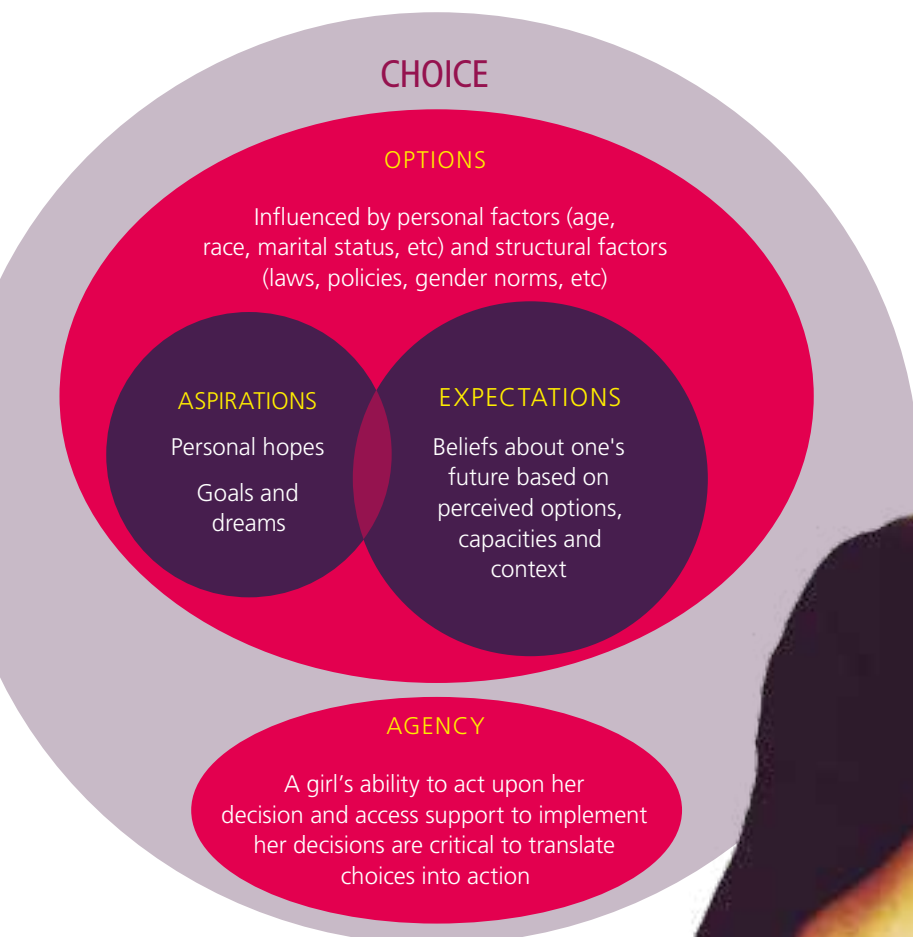 CHOICE
OPTIONS
Influenced by personal factors (age,
race, marital status, etc) and structural factors
(laws, policies, gender norms, etc)
ASPIRATIONS
Personal hopes
Goals and
dreams
EXPECTATIONS
Beliefs about one's
future based on
perceived options,
capacities and
context
AGENCY
A girl’s ability to act upon her
decision and access support to implement
her decisions are critical to translate
choices into action